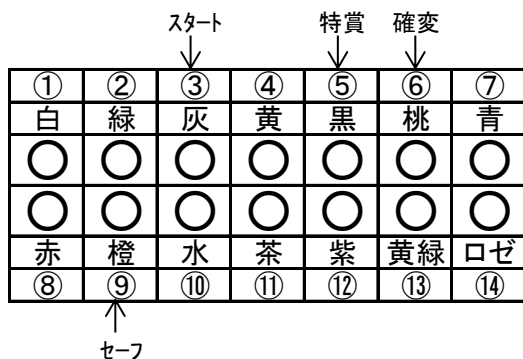 ｽﾀｰﾄ 特賞 確変
① ② ③ ④ ⑤ ⑥ ⑦
白 緑 灰 黄 黒 桃 青
赤 橙 水 茶 紫 黄緑 ロゼ
⑧ ⑨ ⑩ ⑪ ⑫ ⑬ ⑭
ｾｰﾌ